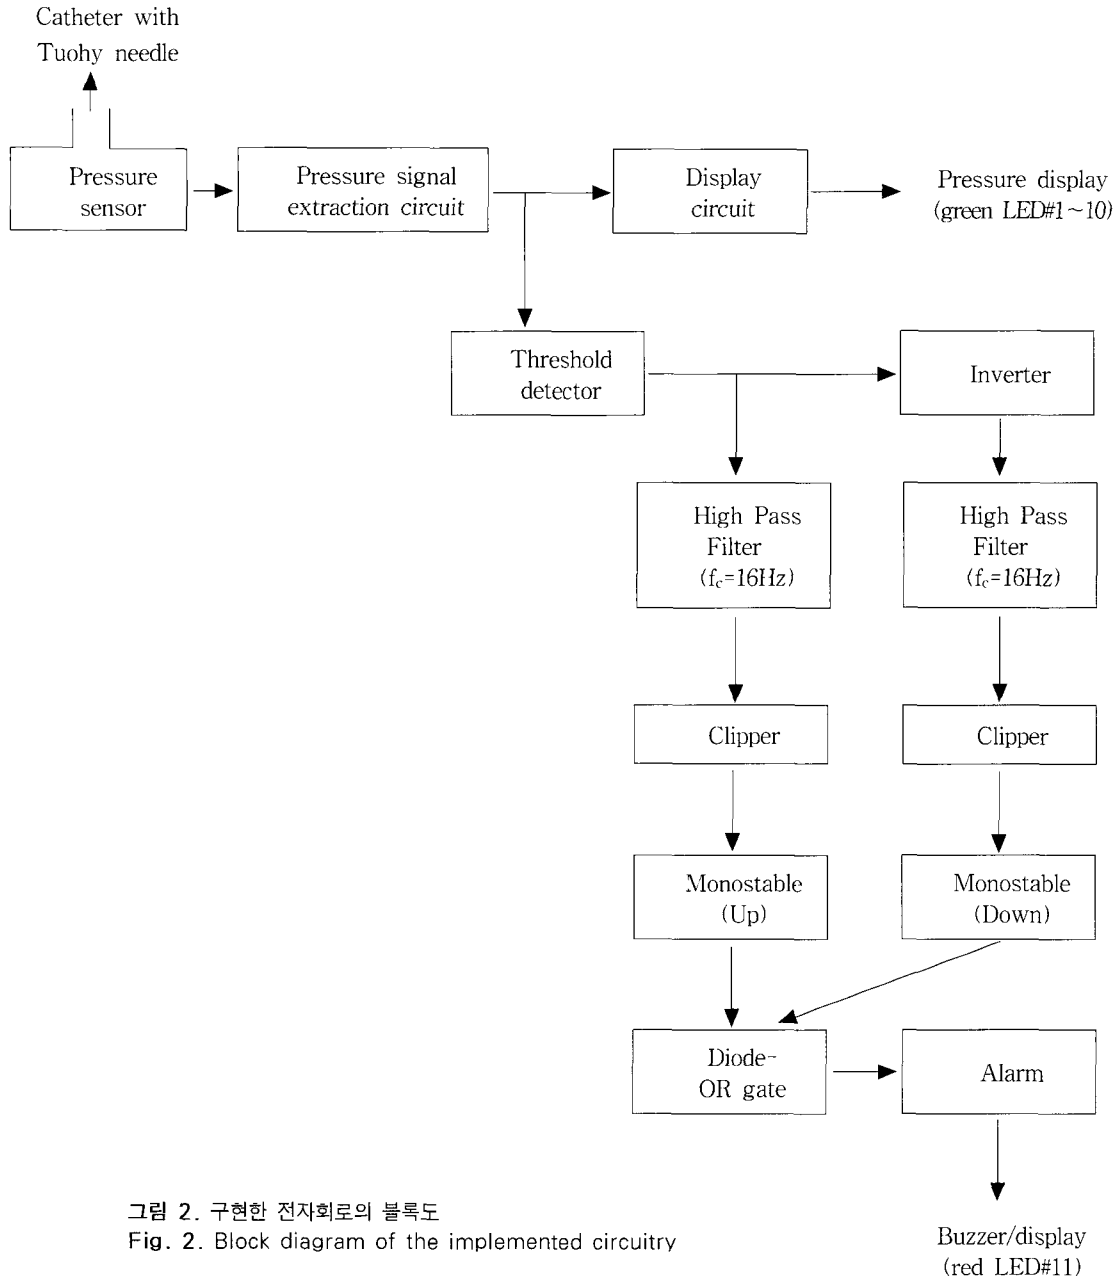 Catheter with
Tuohy needle
Pressure
sensor
Pressure signal
extraction circuit
Display
circuit
Pressure display
(green LED#1~10)
Threshold
detector
Inverter
High Pass
Filter
(fc=16Hz)
High Pass
Filter
(fc=16Hz)
Clipper
Clipper
Monostable
(Up)
Monostable
(Down)
Diode-
OR gate
Alarm
Buzzer/display
(red LED#11)
그림 2. 구현한 전자회로의 블록도
Fig. 2. Block diagram of the implemented circuitry